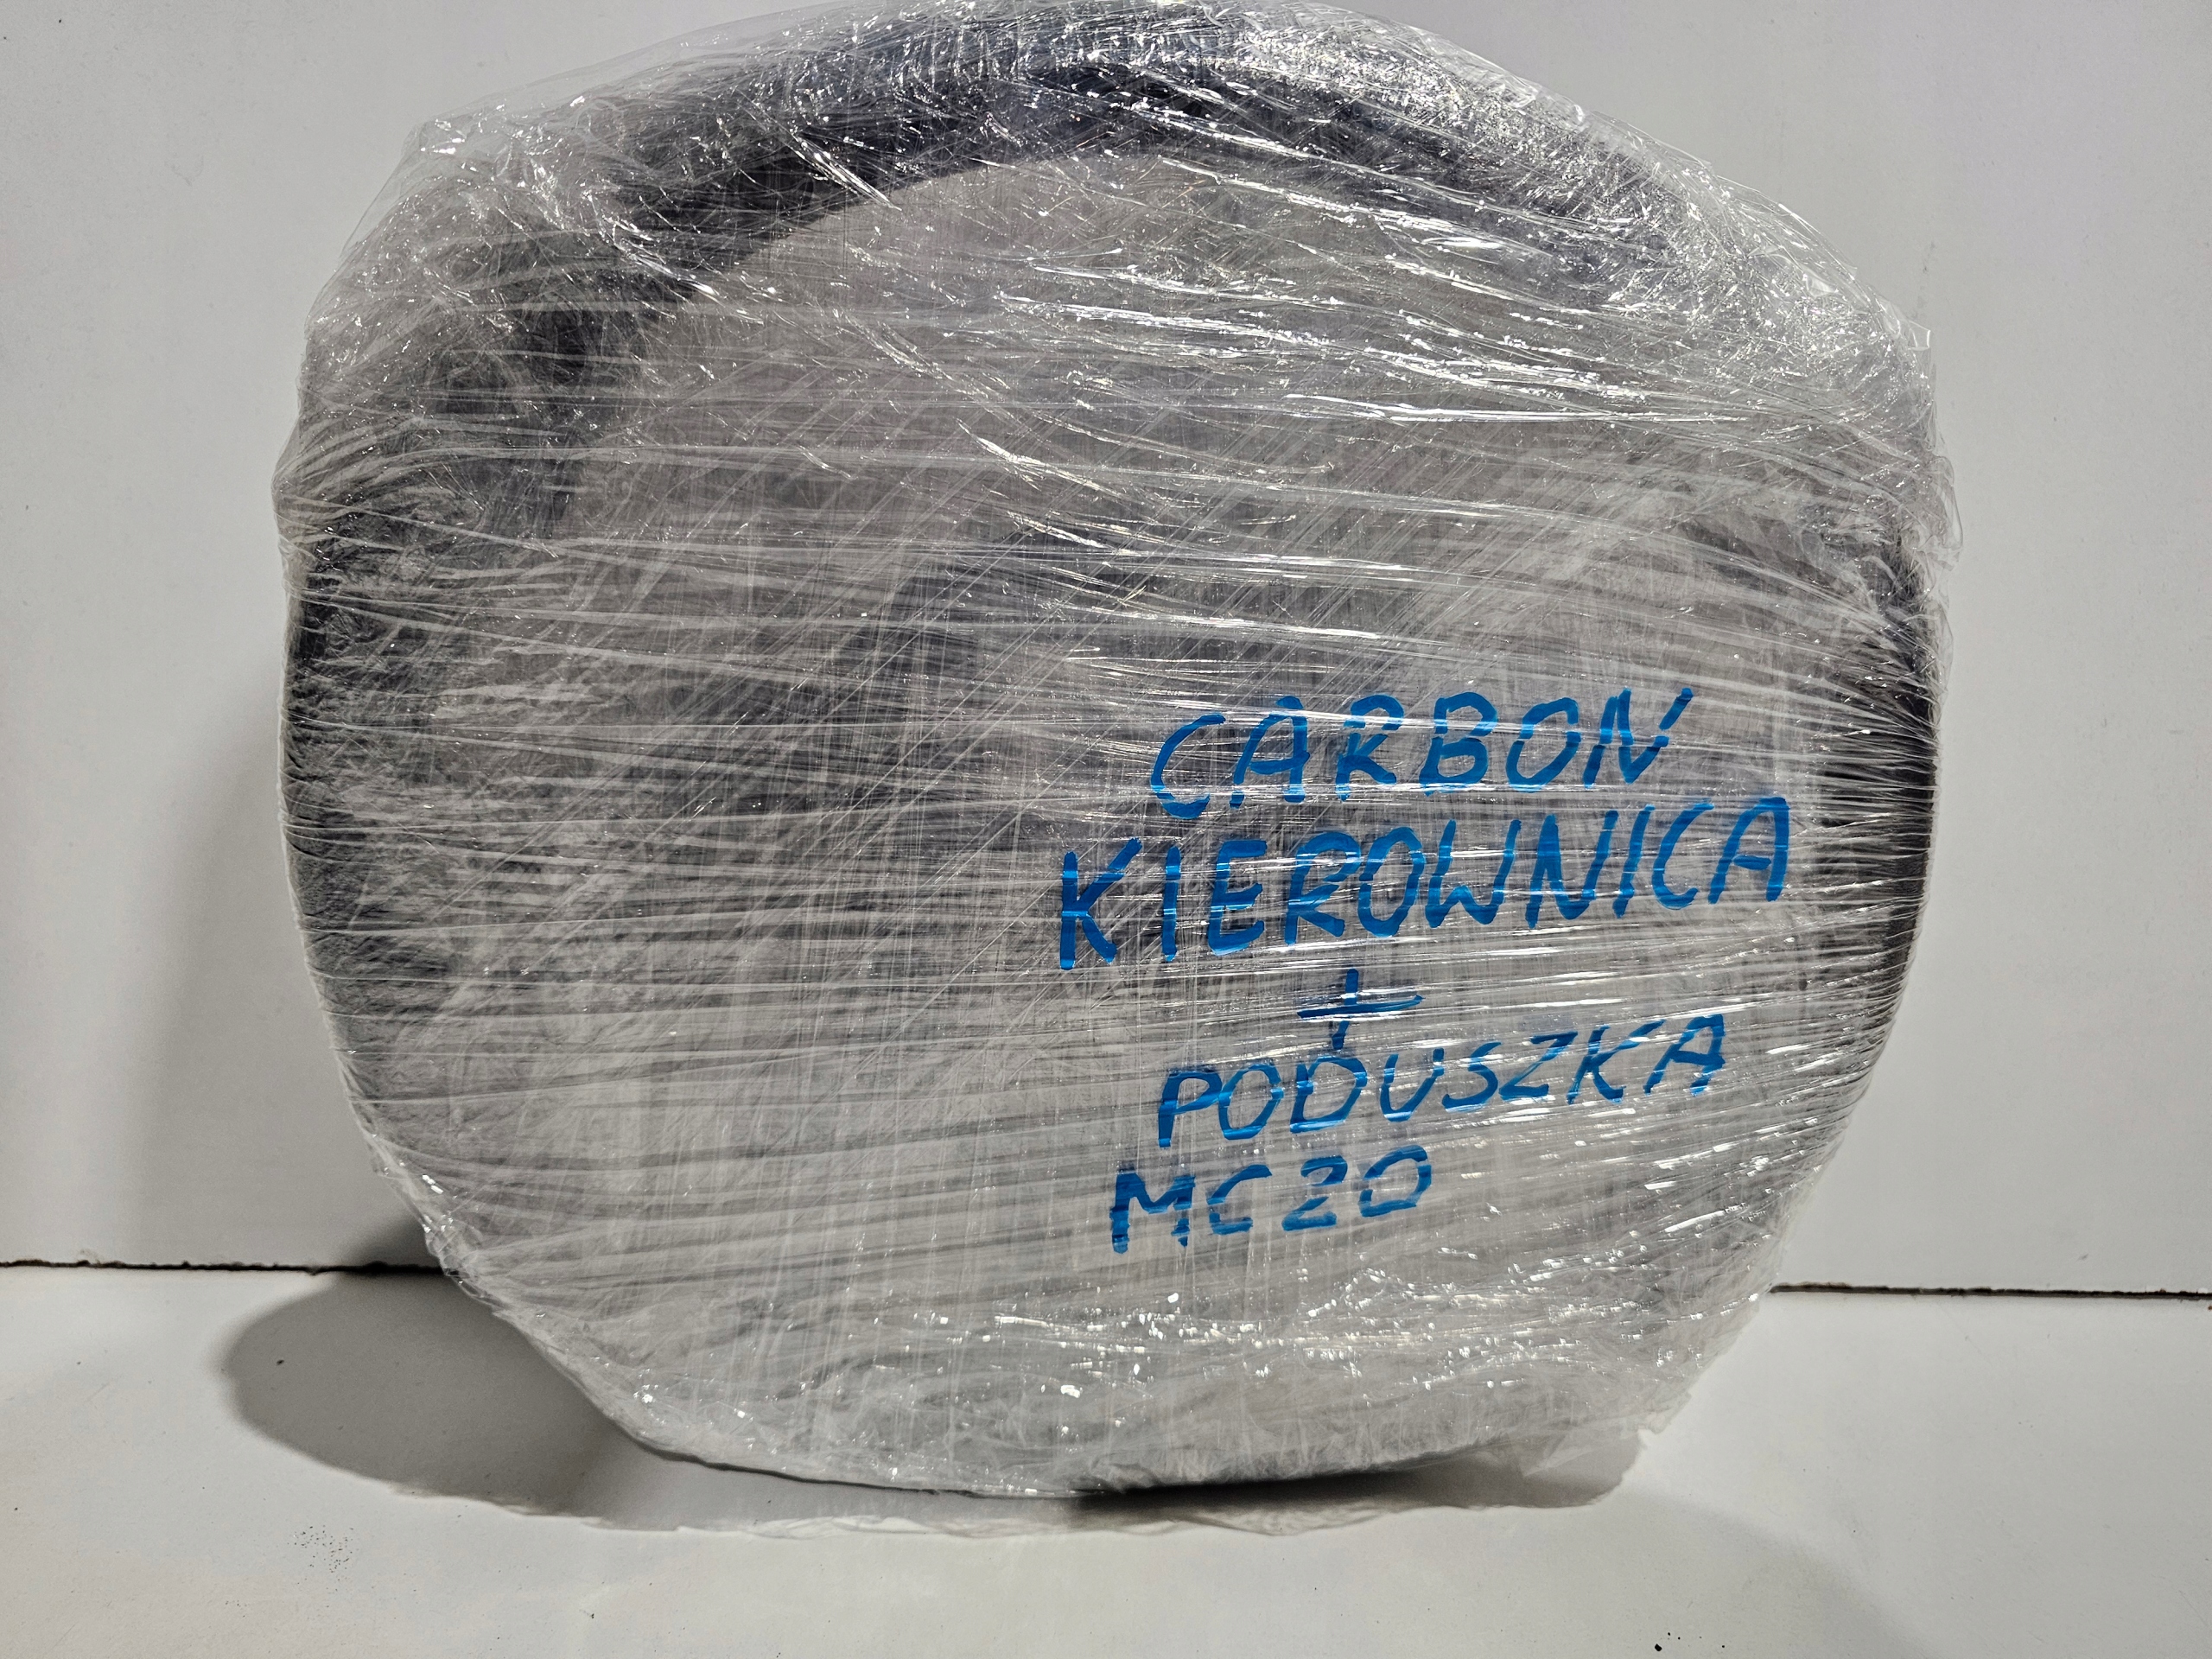 CARBON
KIEROWNICA
+
PODUSZKA
MC20